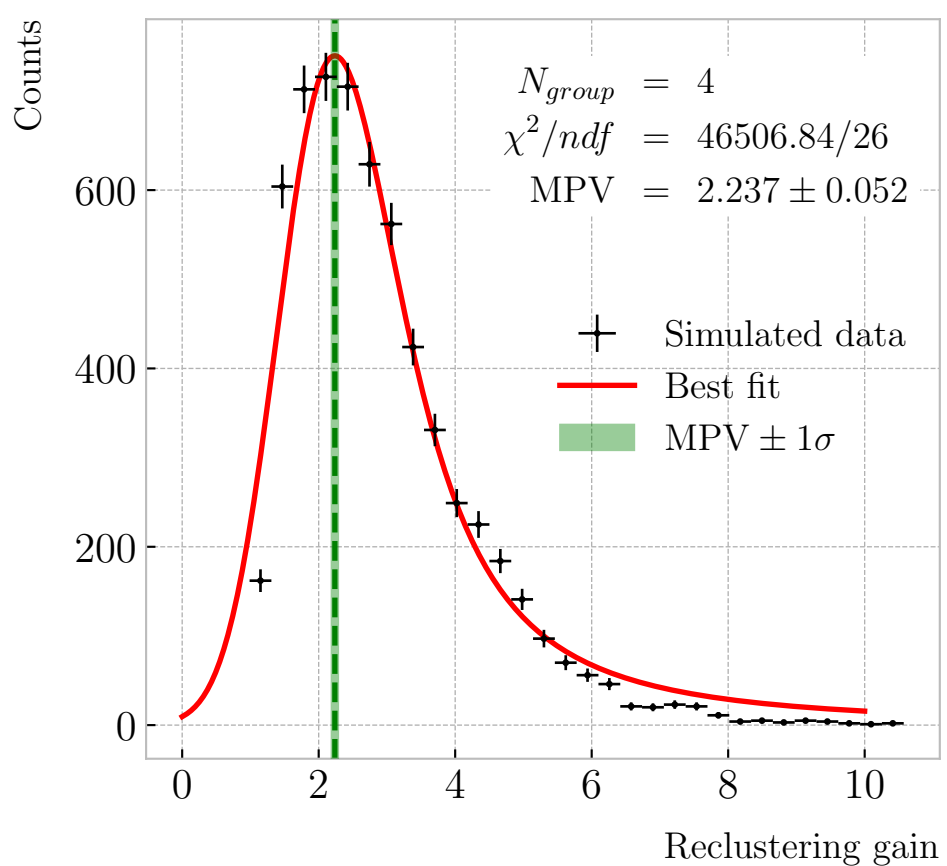 Counts
N_group = 4
χ²/ndf = 46506.84/26
MPV = 2.237 ± 0.052
600
400
200
0
Simulated data
Best fit
MPV ± 1σ
0 2 4 6 8 10
Reclustering gain